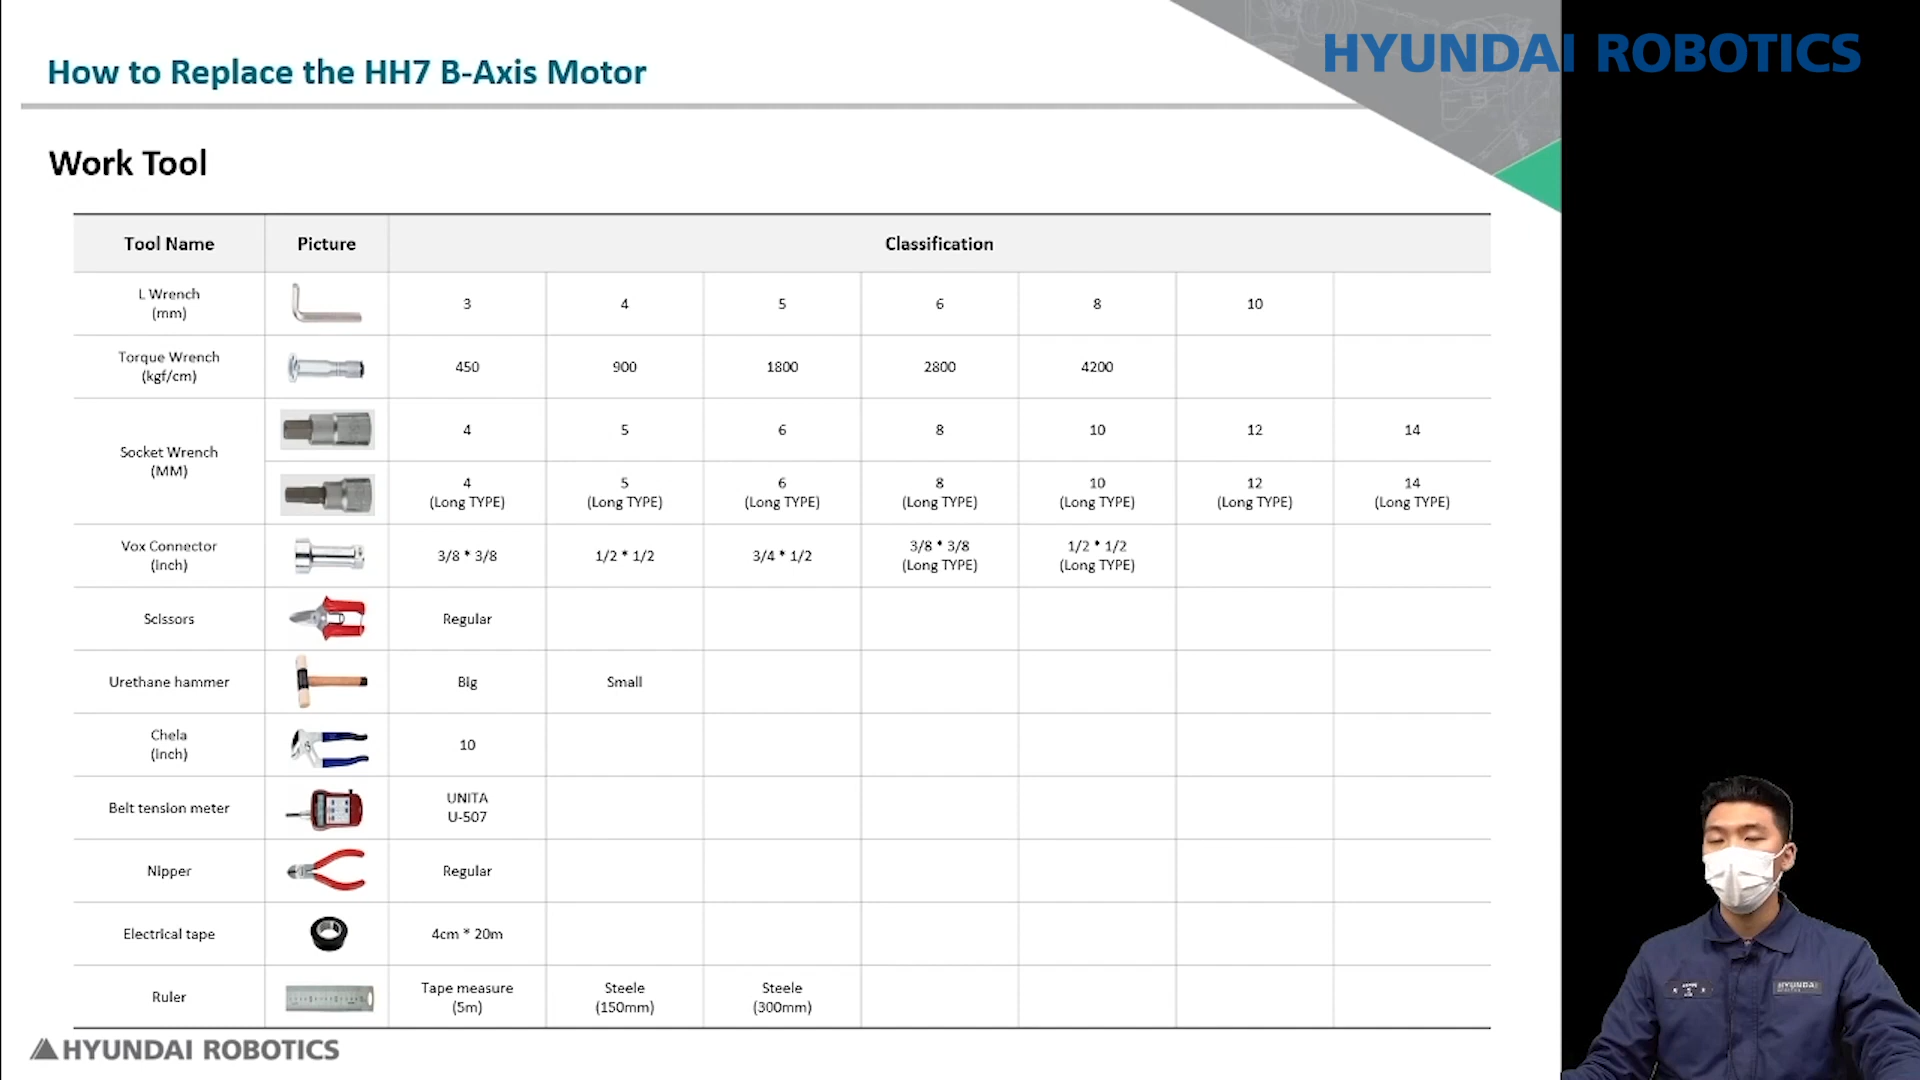 How to Replace the HH7 B-Axis Motor
HYUNDAI ROBOTICS
Work Tool
Tool Name Picture Classification
L Wrench
(mm)
3 4 5 6 8 10
Torque Wrench
(kgf/cm)
450 900 1800 2800 4200
Socket Wrench
(MM)
4 5 6 8 10 12 14
4
(Long TYPE)
5
(Long TYPE)
6
(Long TYPE)
8
(Long TYPE)
10
(Long TYPE)
12
(Long TYPE)
14
(Long TYPE)
Vox Connector
(Inch)
3/8 * 3/8 1/2 * 1/2 3/4 * 1/2
3/8 * 3/8
(Long TYPE)
1/2 * 1/2
(Long TYPE)
Scissors Regular
Urethane hammer Big Small
Chela
(Inch)
10
Belt tension meter
UNITA
U-507
Nipper Regular
Electrical tape 4cm * 20m
Ruler
Tape measure
(5m)
Steele
(150mm)
Steele
(300mm)
HYUNDAI ROBOTICS
HYUNDAI